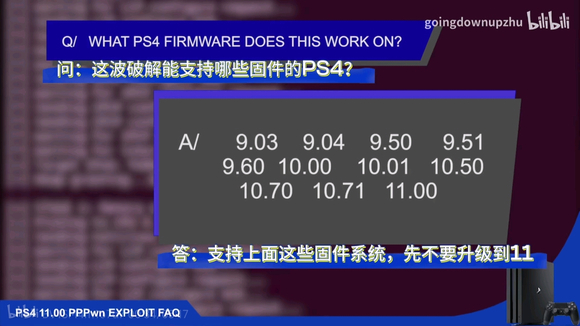 goingdownupzhu bilibili
Q/ WHAT PS4 FIRMWARE DOES THIS WORK ON?
问：这波破解能支持哪些固件的PS4？
A/ 9.03 9.04 9.50 9.51
9.60 10.00 10.01 10.50
10.70 10.71 11.00
答：支持上面这些固件系统，先不要升级到11
PS4 11.00 PPPwn EXPLOIT FAQ